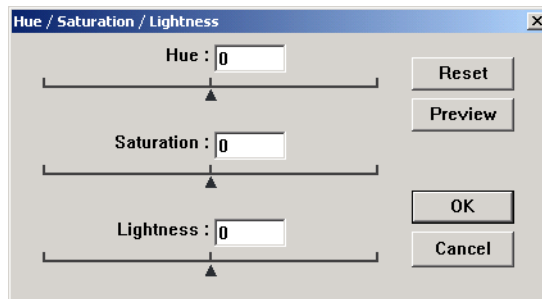 Hue / Saturation / Lightness
Hue : 0
Reset
Preview
Saturation : 0
Lightness : 0
OK
Cancel